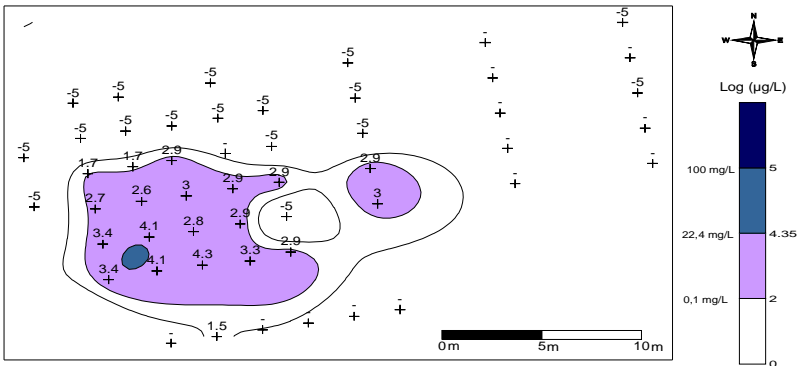 -5
N
-
W E
-5
-
S
-5 -
-5 -5
Log (µg/L)
-5 -5 -5 -
-5 -5 -
-5 -5 -5 -5 -
-5 - -5 -
2.9
1.7 1.7 2.9 -
100 mg/L 5
2.9 2.9
2.6 3 3
-5 2.7
-5
2.9
2.8
4.1
3.4
22,4 mg/L 4.35
2.9
3.3
4.3
4.1
3.4
0,1 mg/L 2
-
-
-
1.5 -
-
0m 5m 10m
0